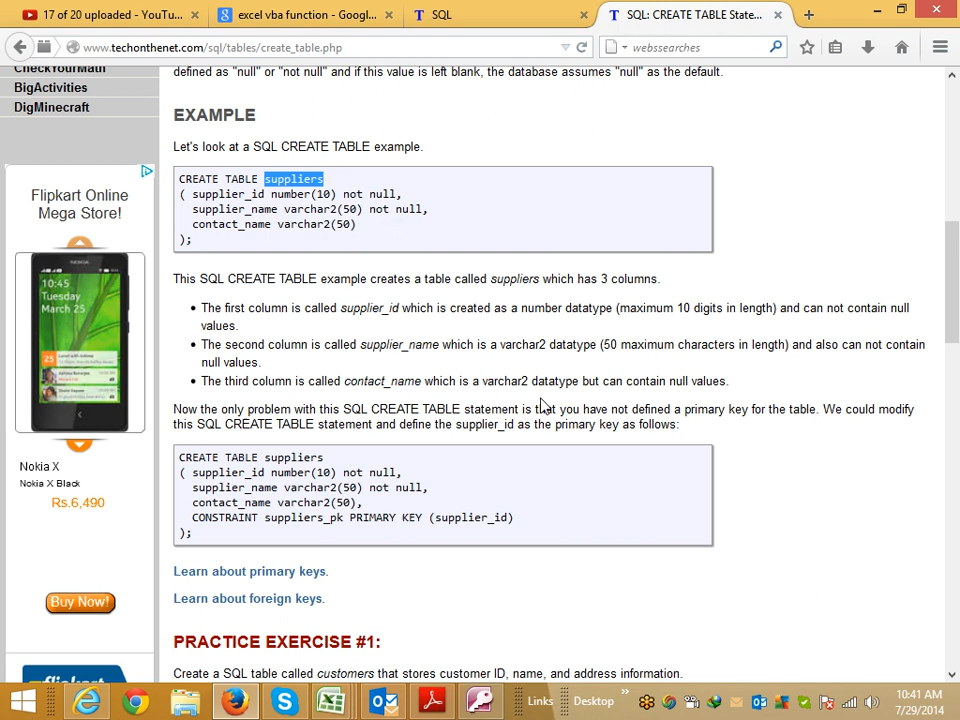 17 of 20 uploaded - YouTu...
excel vba function - Googl...
SQL
SQL: CREATE TABLE State...
www.techonthenet.com/sql/tables/create_table.php
webssearches
CheckYourMath
BigActivities
DigMinecraft
defined as "null" or "not null" and if this value is left blank, the database assumes "null" as the default.
EXAMPLE
Let's look at a SQL CREATE TABLE example.
CREATE TABLE suppliers
( supplier_id number(10) not null,
supplier_name varchar2(50) not null,
contact_name varchar2(50)
);
This SQL CREATE TABLE example creates a table called suppliers which has 3 columns.
• The first column is called supplier_id which is created as a number datatype (maximum 10 digits in length) and can not contain null
values.
• The second column is called supplier_name which is a varchar2 datatype (50 maximum characters in length) and also can not contain
null values.
• The third column is called contact_name which is a varchar2 datatype but can contain null values.
Now the only problem with this SQL CREATE TABLE statement is that you have not defined a primary key for the table. We could modify
this SQL CREATE TABLE statement and define the supplier_id as the primary key as follows:
CREATE TABLE suppliers
( supplier_id number(10) not null,
supplier_name varchar2(50) not null,
contact_name varchar2(50),
CONSTRAINT suppliers_pk PRIMARY KEY (supplier_id)
);
Learn about primary keys.
Learn about foreign keys.
PRACTICE EXERCISE #1:
Create a SQL table called customers that stores customer ID, name, and address information.
Flipkart Online
Mega Store!
10:45
Tuesday
March 25
Nokia X
Nokia X Black
Rs.6,490
Buy Now!
flipkart
Links
Desktop
10:41 AM
7/29/2014